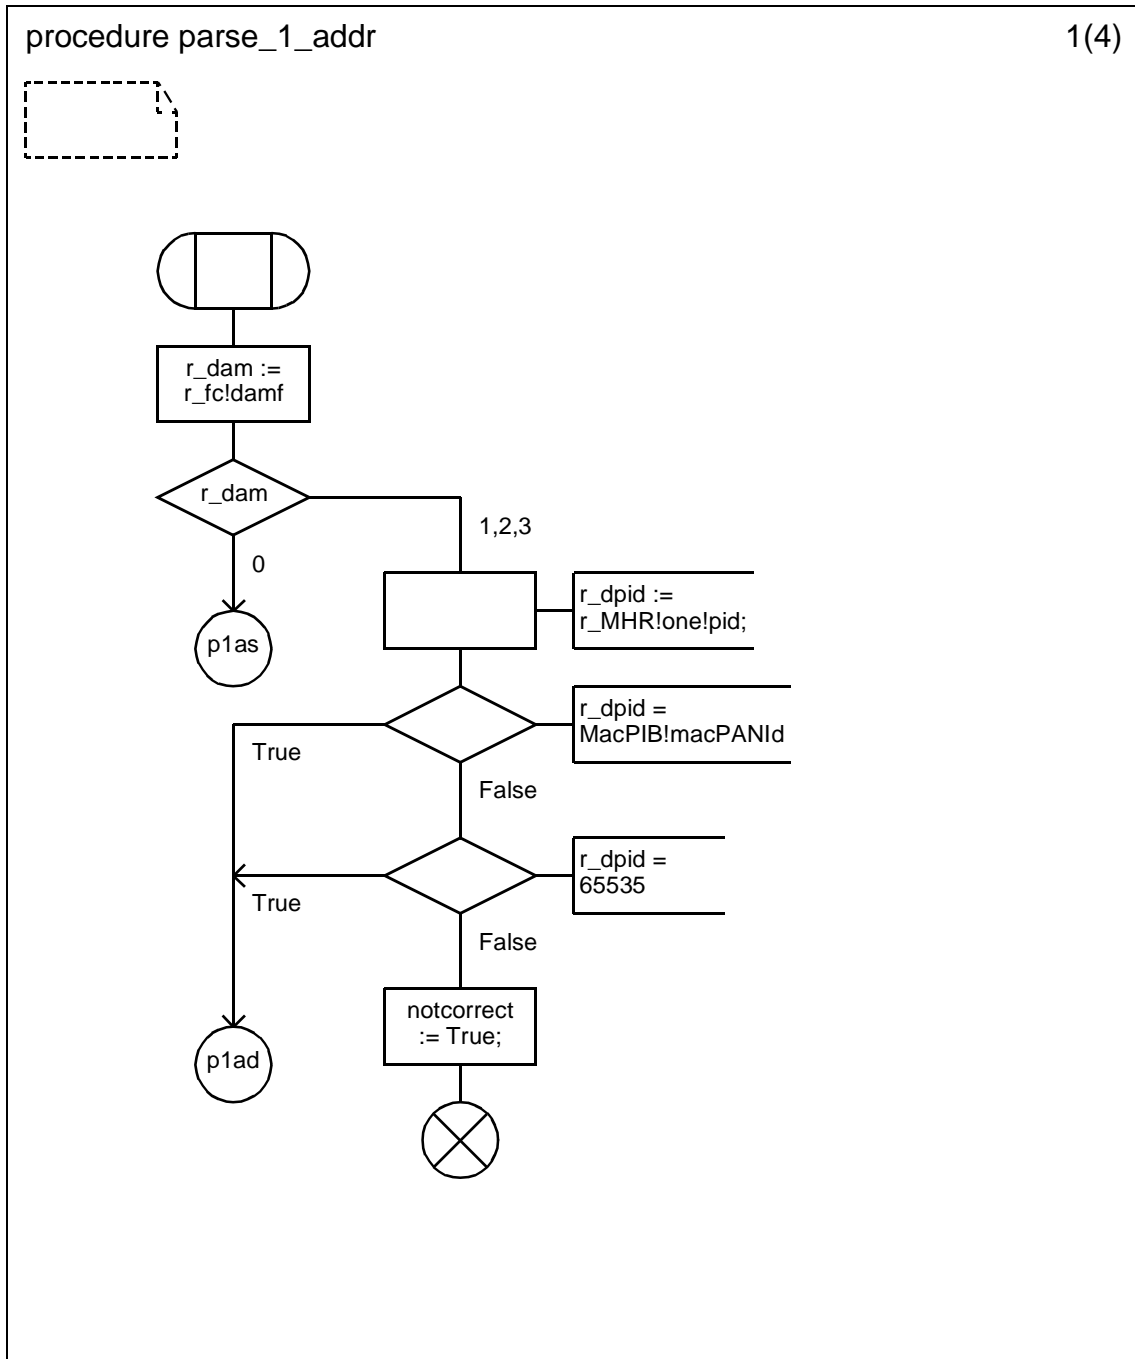 procedure parse_1_addr
1(4)
r_dam :=
r_fc!damf
r_dam
1,2,3
0
r_dpid :=
r_MHR!one!pid;
p1as
r_dpid =
MacPIB!macPANId
True
False
r_dpid =
65535
True
False
notcorrect
:= True;
p1ad